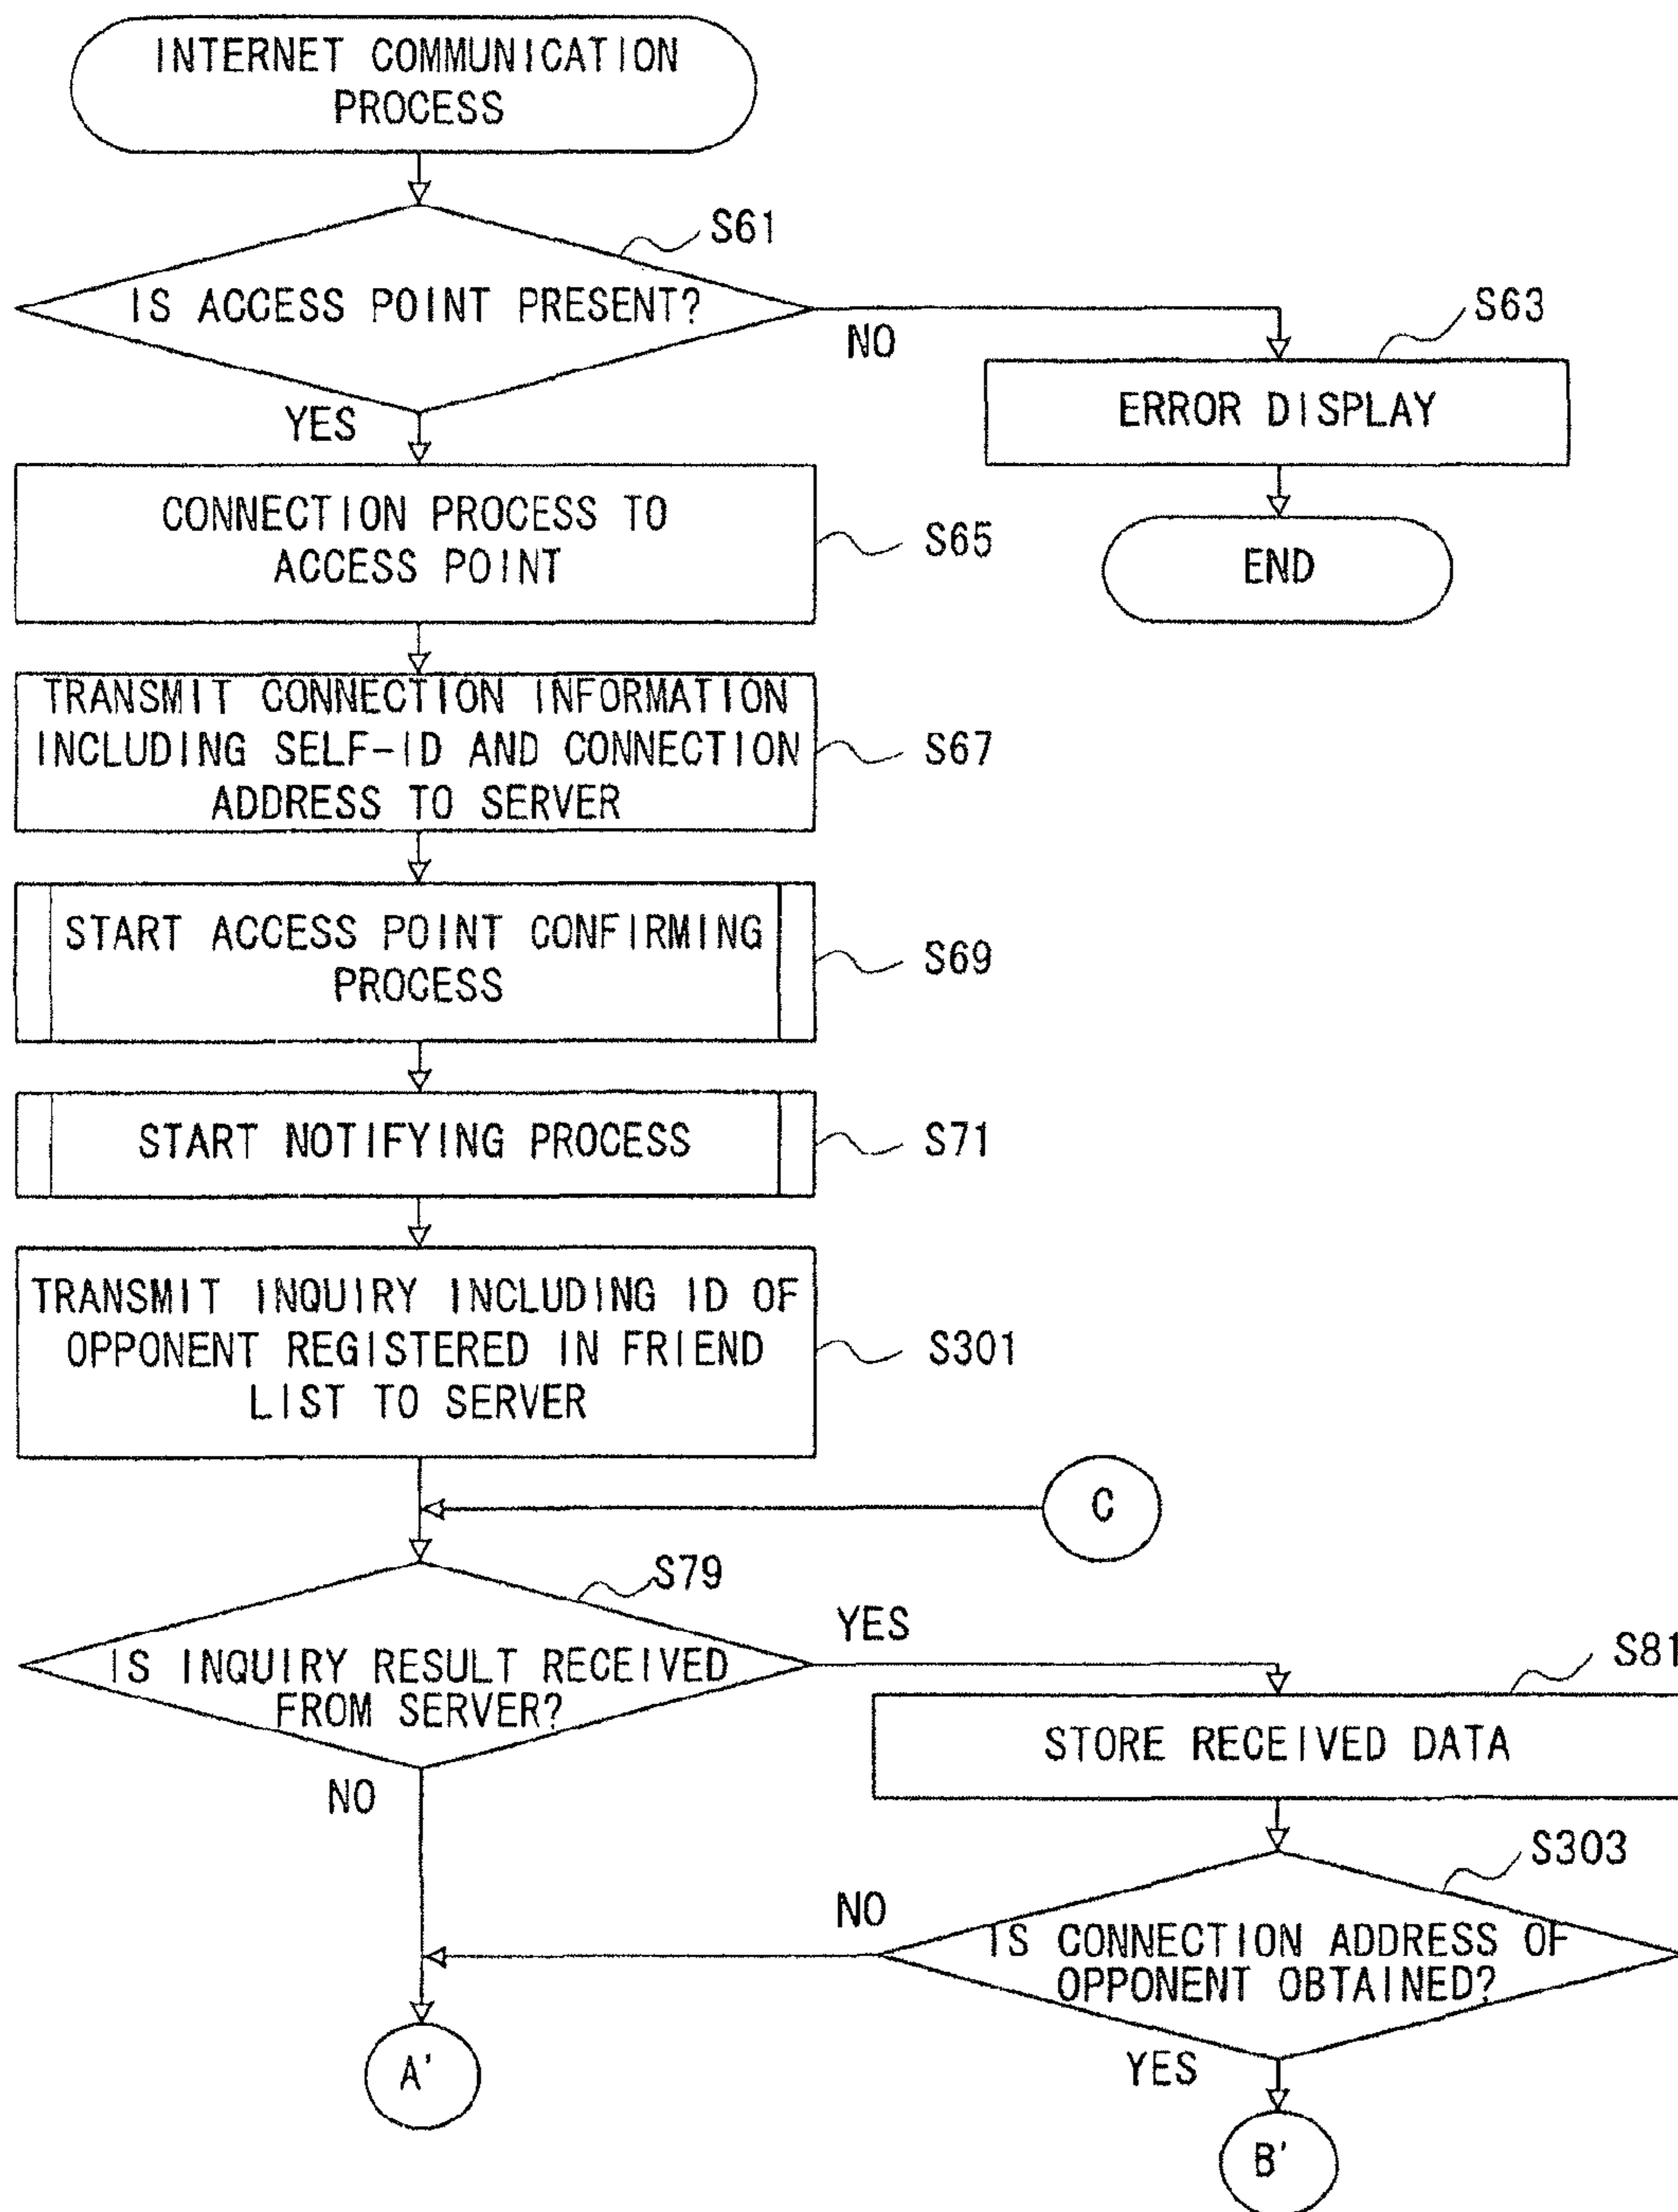 INTERNET COMMUNICATION
PROCESS
S61
IS ACCESS POINT PRESENT?
NO
S63
ERROR DISPLAY
END
YES
CONNECTION PROCESS TO
ACCESS POINT
S65
TRANSMIT CONNECTION INFORMATION
INCLUDING SELF-ID AND CONNECTION
ADDRESS TO SERVER
S67
START ACCESS POINT CONFIRMING
PROCESS
S69
START NOTIFYING PROCESS
S71
TRANSMIT INQUIRY INCLUDING ID OF
OPPONENT REGISTERED IN FRIEND
LIST TO SERVER
S301
C
S79
IS INQUIRY RESULT RECEIVED
FROM SERVER?
YES
S81
STORE RECEIVED DATA
NO
S303
IS CONNECTION ADDRESS OF
OPPONENT OBTAINED?
NO
YES
A'
B'